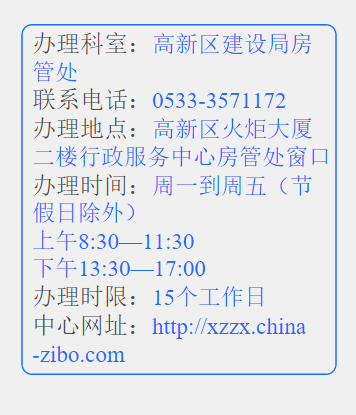 办理科室：高新区建设局房
管处
联系电话：0533-3571172
办理地点：高新区火炬大厦
二楼行政服务中心房管处窗口
办理时间：周一到周五（节
假日除外）
上午8:30—11:30
下午13:30—17:00
办理时限：15个工作日
中心网址：http://xzzx.china
-zibo.com